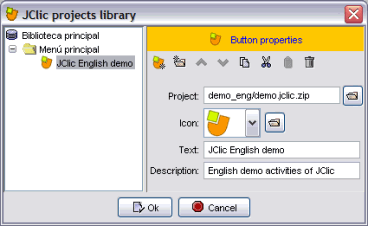 JClic projects library
Biblioteca principal
Menú principal
JClic English demo
Button properties
Project: demo_eng/demo.jclic.zip
Icon:
Text: JClic English demo
Description: English demo activities of JClic
Ok Cancel